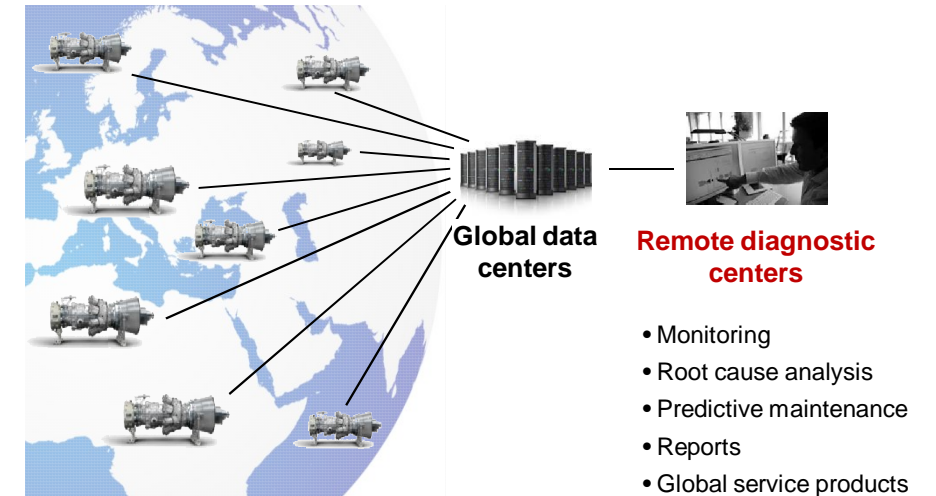 Global data
centers
Remote diagnostic
centers
• Monitoring
• Root cause analysis
• Predictive maintenance
• Reports
• Global service products